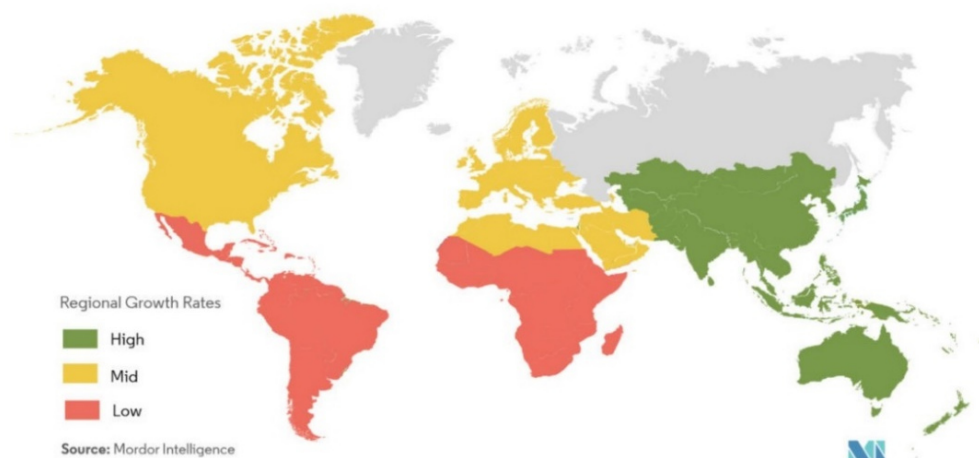 Regional Growth Rates
High
Mid
Low
Source: Mordor Intelligence